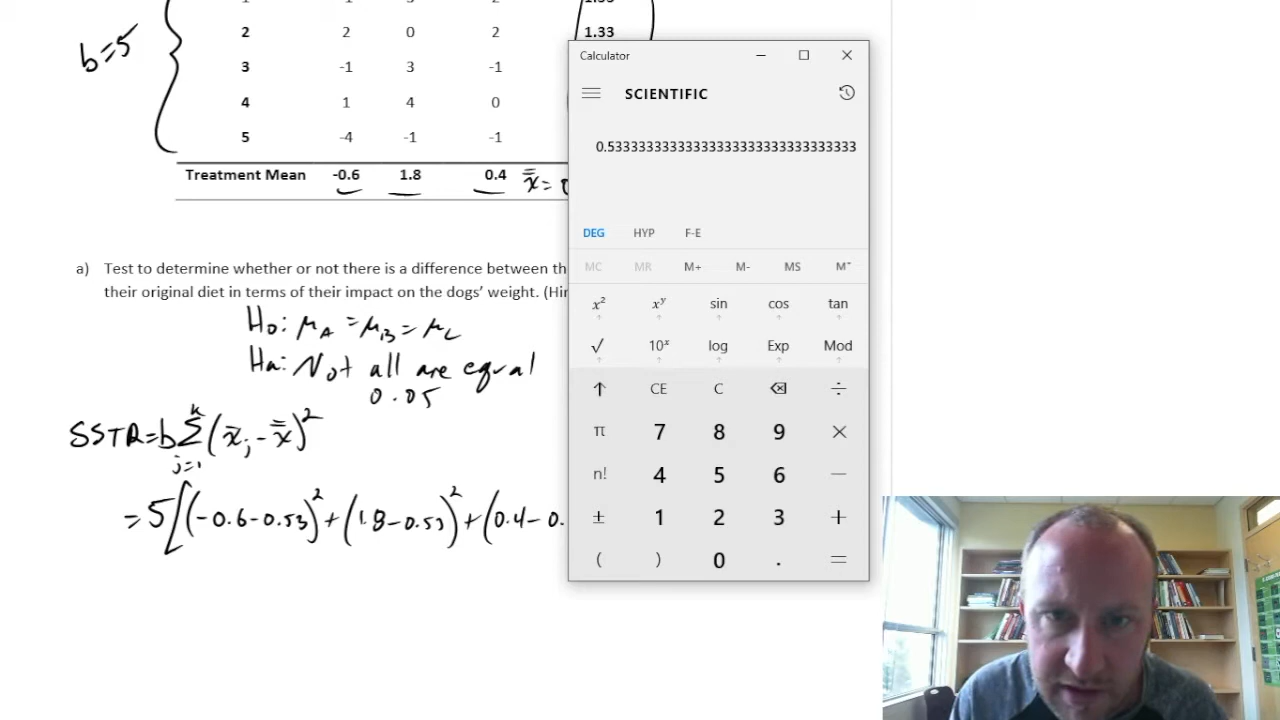 2 2 0 2 1.33
b=5
3 -1 3 -1
4 1 4 0
5 -4 -1 -1
Treatment Mean -0.6 1.8 0.4 x̿ = 0
a) Test to determine whether or not there is a difference between th
their original diet in terms of their impact on the dogs' weight. (Hin
H0: μA = μB = μC
Ha: Not all are equal
0.05
SSTR = b Σ (x̄j - x̿)²
k
j=1
= 5[(-0.6-0.53)² + (1.8-0.53)² + (0.4-0.
Calculator
SCIENTIFIC
0.53333333333333333333333333333333
DEG HYP F-E
MC MR M+ M- MS M˅
x² xʸ sin cos tan
√ 10ˣ log Exp Mod
↑ CE C ⌫ ÷
π 7 8 9 ×
n! 4 5 6 −
± 1 2 3 +
( ) 0 . =